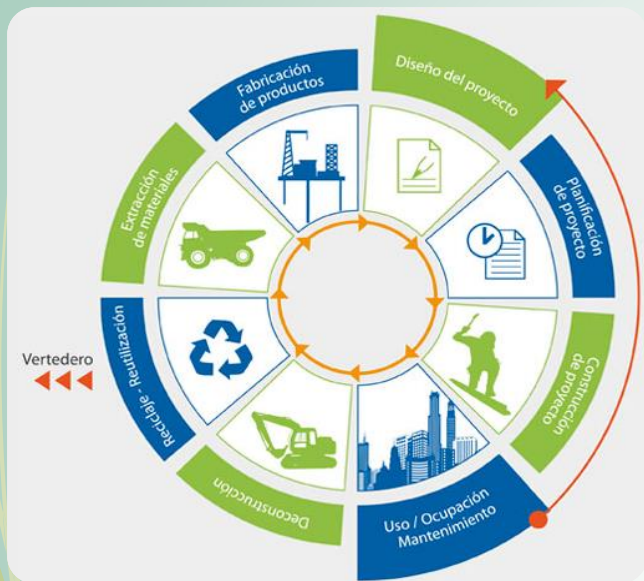 Diseño del proyecto
Planificación
de proyecto
Construcción
de proyecto
Uso / Ocupación
Mantenimiento
Deconstrucción
Reciclaje - Reutilización
Vertedero
Extracción
de materiales
Fabricación
de productos